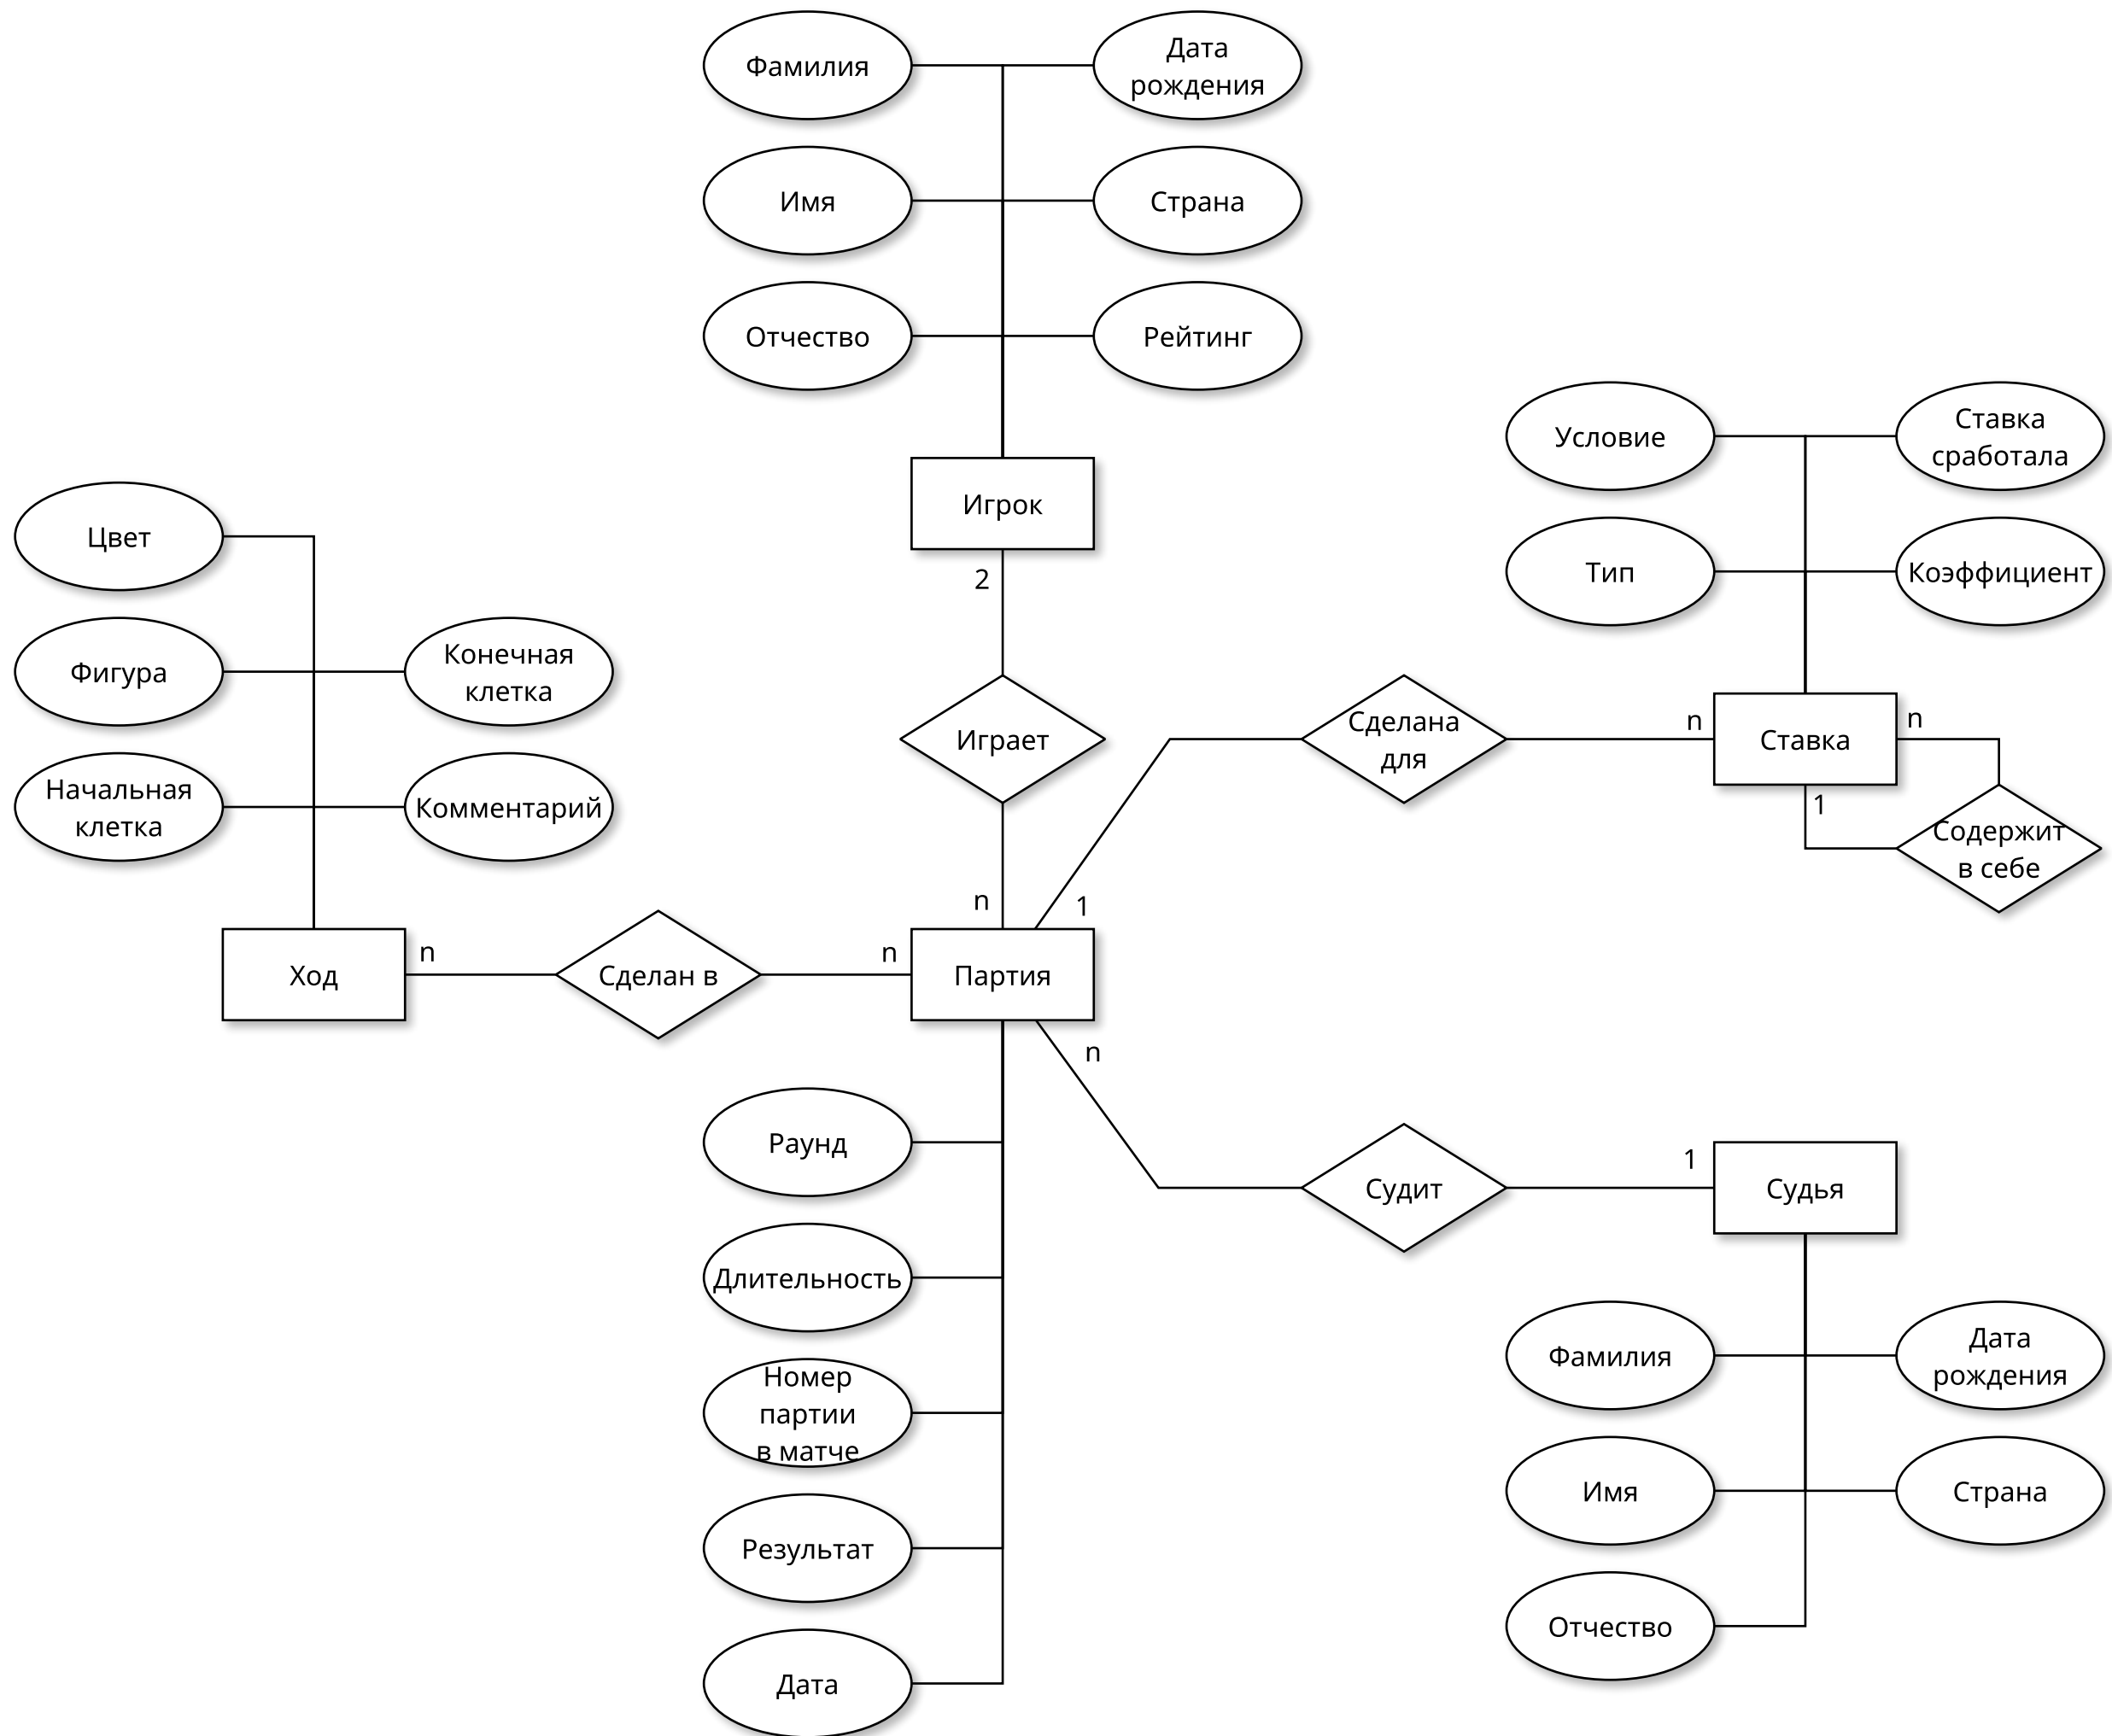 Фамилия
Дата
рождения
Имя
Страна
Отчество
Рейтинг
Игрок
2
Играет
n
Условие
Ставка
сработала
Тип
Коэффициент
Ставка
n
n
1
Содержит
в себе
Сделана
для
1
Цвет
Фигура
Конечная
клетка
Начальная
клетка
Комментарий
Ход
n
Сделан в
n
Партия
n
Судит
1
Судья
Раунд
Длительность
Номер
партии
в матче
Результат
Дата
Фамилия
Дата
рождения
Имя
Страна
Отчество